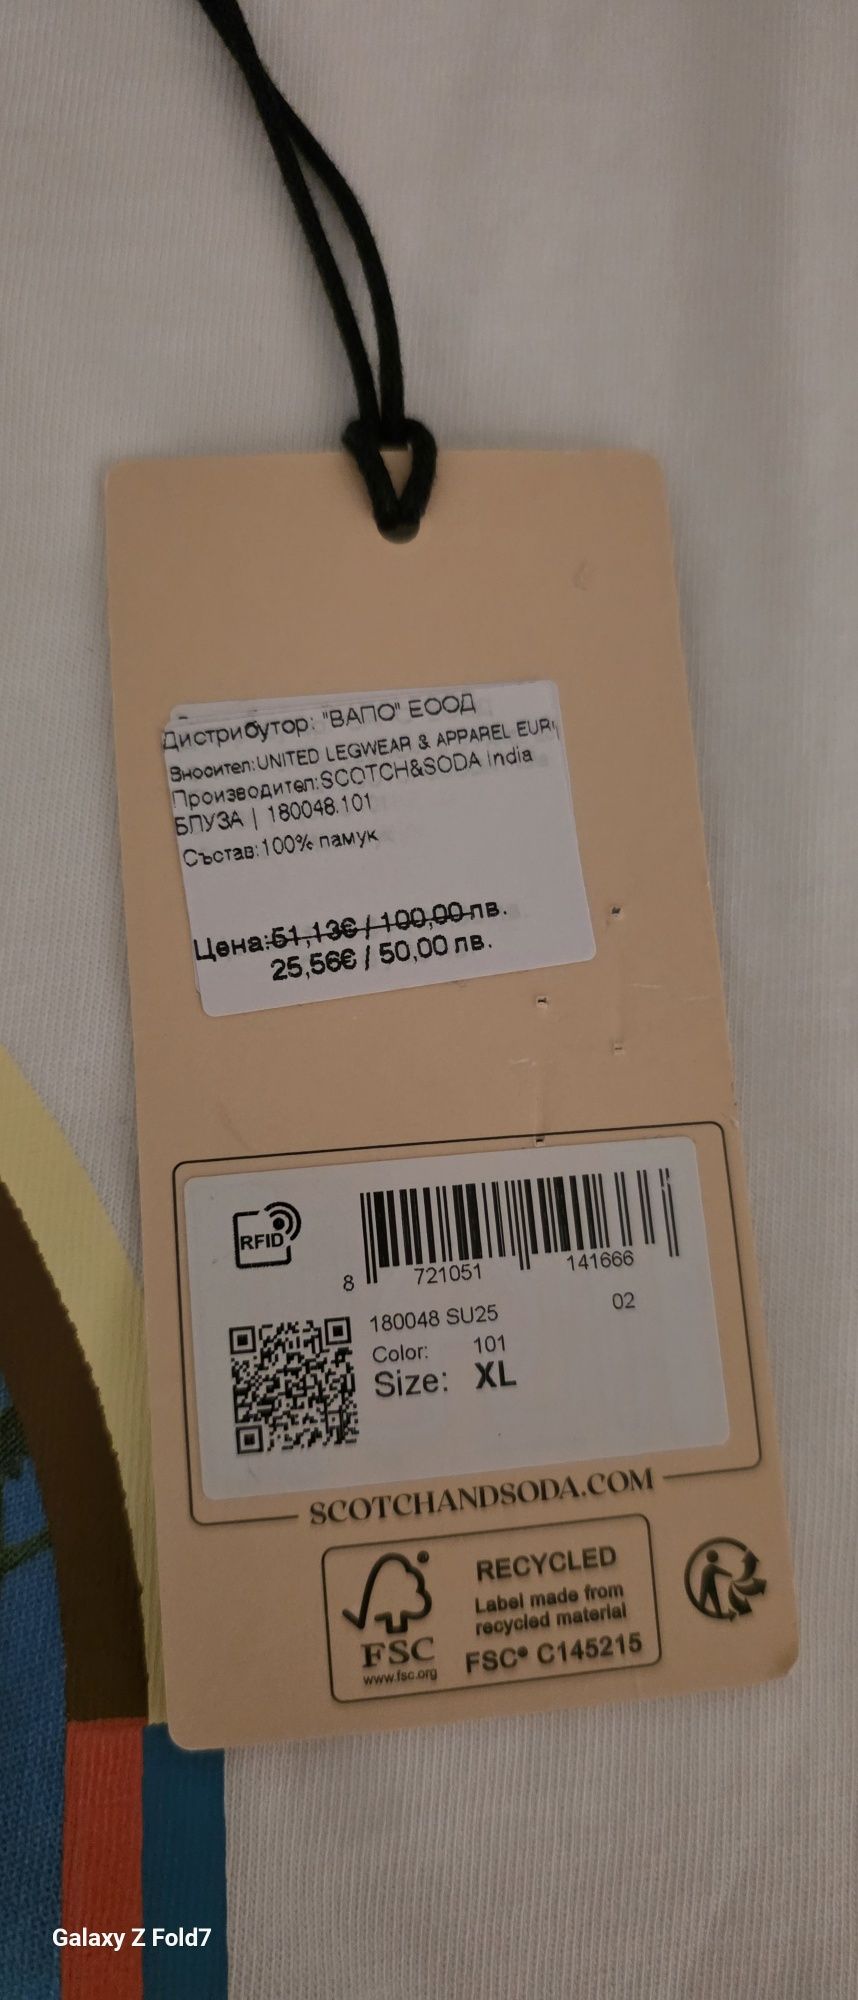 Дистрибутор: "ВАПО" ЕООД
Вносител:UNITED LEGWEAR & APPAREL EUR
Производител:SCOTCH&SODA India
БЛУЗА | 180048.101
Състав:100% памук
Цена:51,13€ / 100,00 лв.
25,56€ / 50,00 лв.
RFID
8 721051 141666
180048 SU25 02
Color: 101
Size: XL
SCOTCHANDSODA.COM
FSC
www.fsc.org
RECYCLED
Label made from
recycled material
FSC® C145215
Galaxy Z Fold7